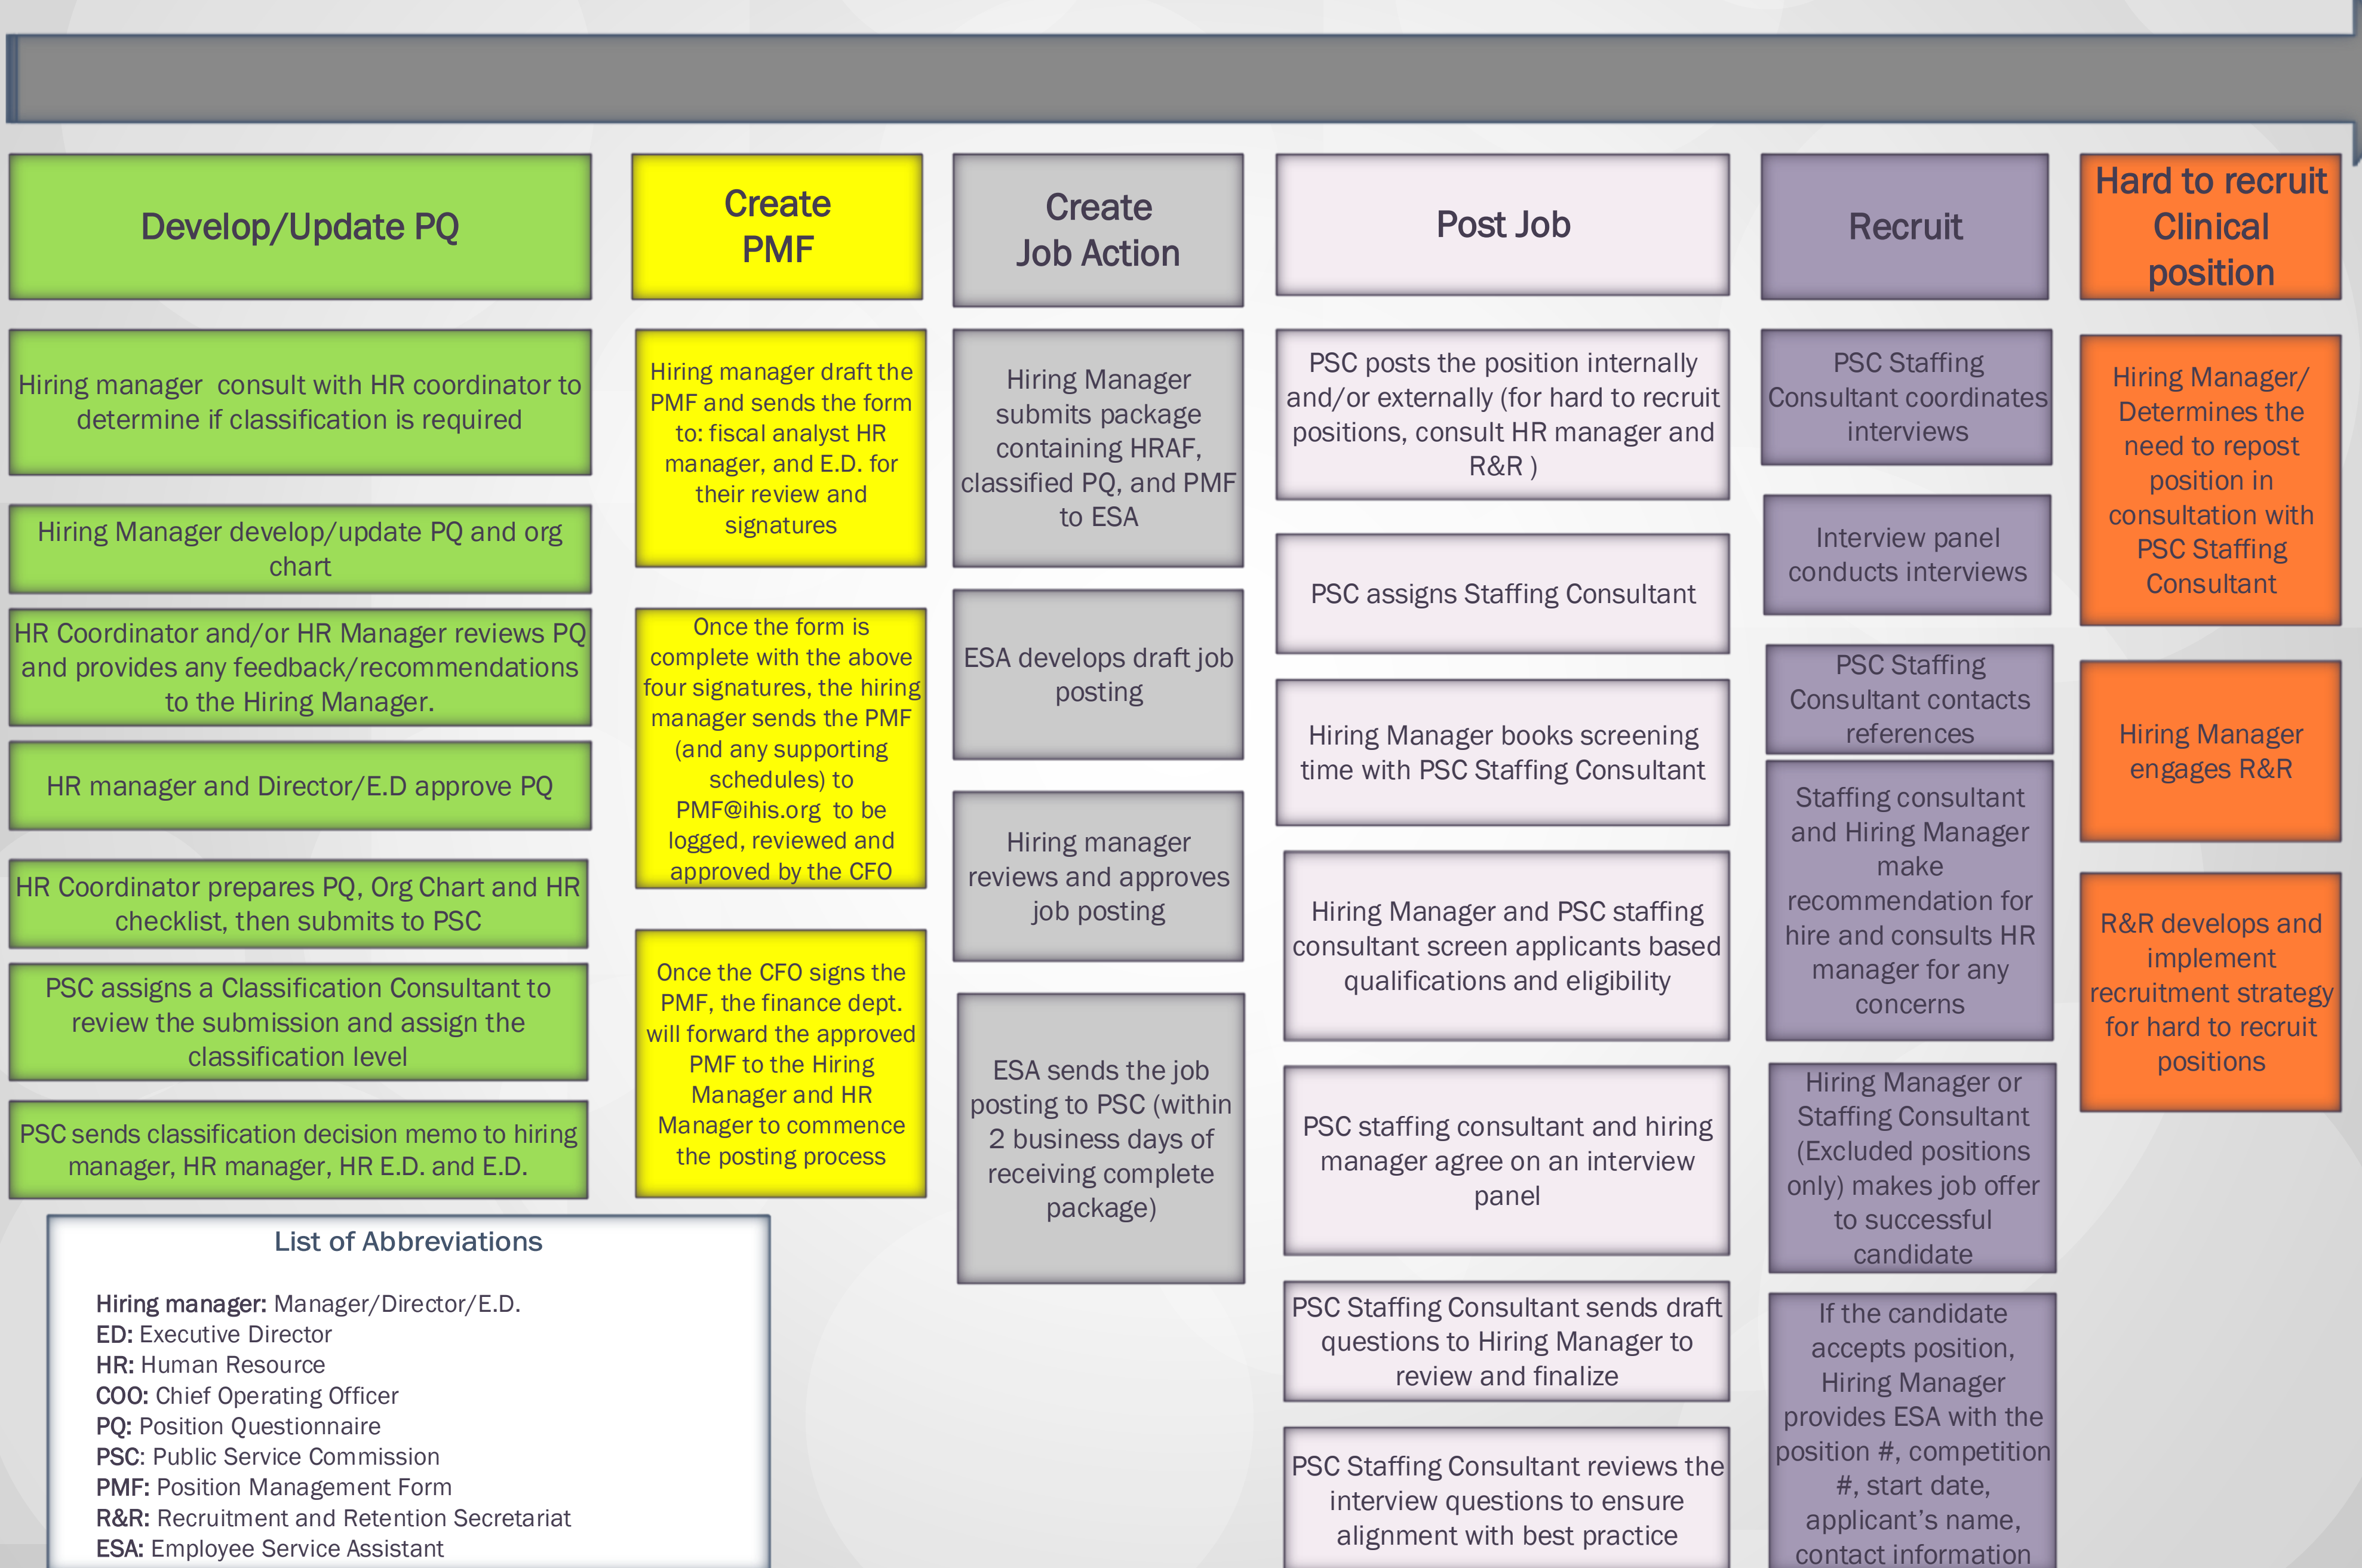 Develop/Update PQ
Hiring manager  consult with HR coordinator to
determine if classification is required
Hiring Manager develop/update PQ and org
chart
HR Coordinator and/or HR Manager reviews PQ
and provides any feedback/recommendations
to the Hiring Manager.
HR manager and Director/E.D approve PQ
HR Coordinator prepares PQ, Org Chart and HR
checklist, then submits to PSC
PSC assigns a Classification Consultant to
review the submission and assign the
classification level
PSC sends classification decision memo to hiring
manager, HR manager, HR E.D. and E.D.
Create
PMF
Hiring manager draft the
PMF and sends the form
to: fiscal analyst HR
manager, and E.D. for
their review and
signatures
Once the form is
complete with the above
four signatures, the hiring
manager sends the PMF
(and any supporting
schedules) to
PMF@ihis.org  to be
logged, reviewed and
approved by the CFO
Once the CFO signs the
PMF, the finance dept.
will forward the approved
PMF to the Hiring
Manager and HR
Manager to commence
the posting process
Create
Job Action
Hiring Manager
submits package
containing HRAF,
classified PQ, and PMF
to ESA
ESA develops draft job
posting
Hiring manager
reviews and approves
job posting
ESA sends the job
posting to PSC (within
2 business days of
receiving complete
package)
Post Job
PSC posts the position internally
and/or externally (for hard to recruit
positions, consult HR manager and
R&R )
PSC assigns Staffing Consultant
Hiring Manager books screening
time with PSC Staffing Consultant
Hiring Manager and PSC staffing
consultant screen applicants based
qualifications and eligibility
PSC staffing consultant and hiring
manager agree on an interview
panel
PSC Staffing Consultant sends draft
questions to Hiring Manager to
review and finalize
PSC Staffing Consultant reviews the
interview questions to ensure
alignment with best practice
Recruit
PSC Staffing
Consultant coordinates
interviews
Interview panel
conducts interviews
PSC Staffing
Consultant contacts
references
Staffing consultant
and Hiring Manager
make
recommendation for
hire and consults HR
manager for any
concerns
Hiring Manager or
Staffing Consultant
(Excluded positions
only) makes job offer
to successful
candidate
If the candidate
accepts position,
Hiring Manager
provides ESA with the
position #, competition
#, start date,
applicant’s name,
contact information
Hard to recruit
Clinical
position
Hiring Manager/
Determines the
need to repost
position in
consultation with
PSC Staffing
Consultant
Hiring Manager
engages R&R
R&R develops and
implement
recruitment strategy
for hard to recruit
positions
List of Abbreviations
Hiring manager: Manager/Director/E.D.
ED: Executive Director
HR: Human Resource
COO: Chief Operating Officer
PQ: Position Questionnaire
PSC: Public Service Commission
PMF: Position Management Form
R&R: Recruitment and Retention Secretariat
ESA: Employee Service Assistant